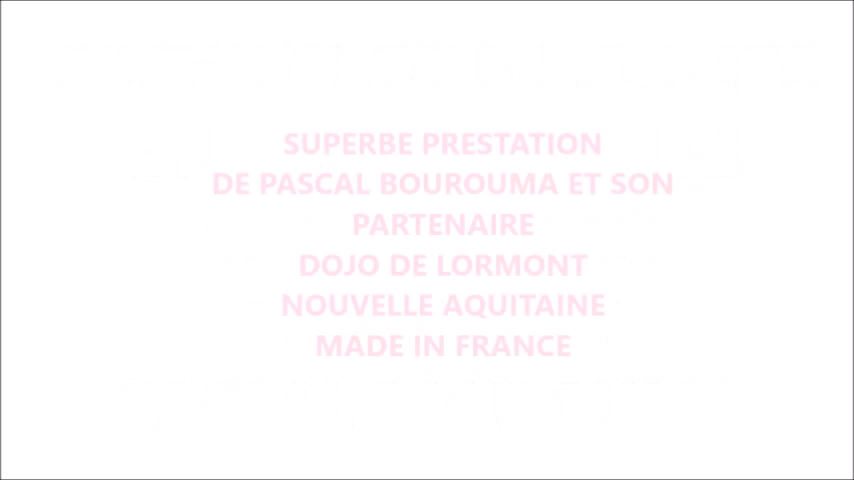 SUPERBE PRESTATION
DE PASCAL BOUROUMA ET SON
PARTENAIRE
DOJO DE LORMONT
NOUVELLE AQUITAINE
MADE IN FRANCE